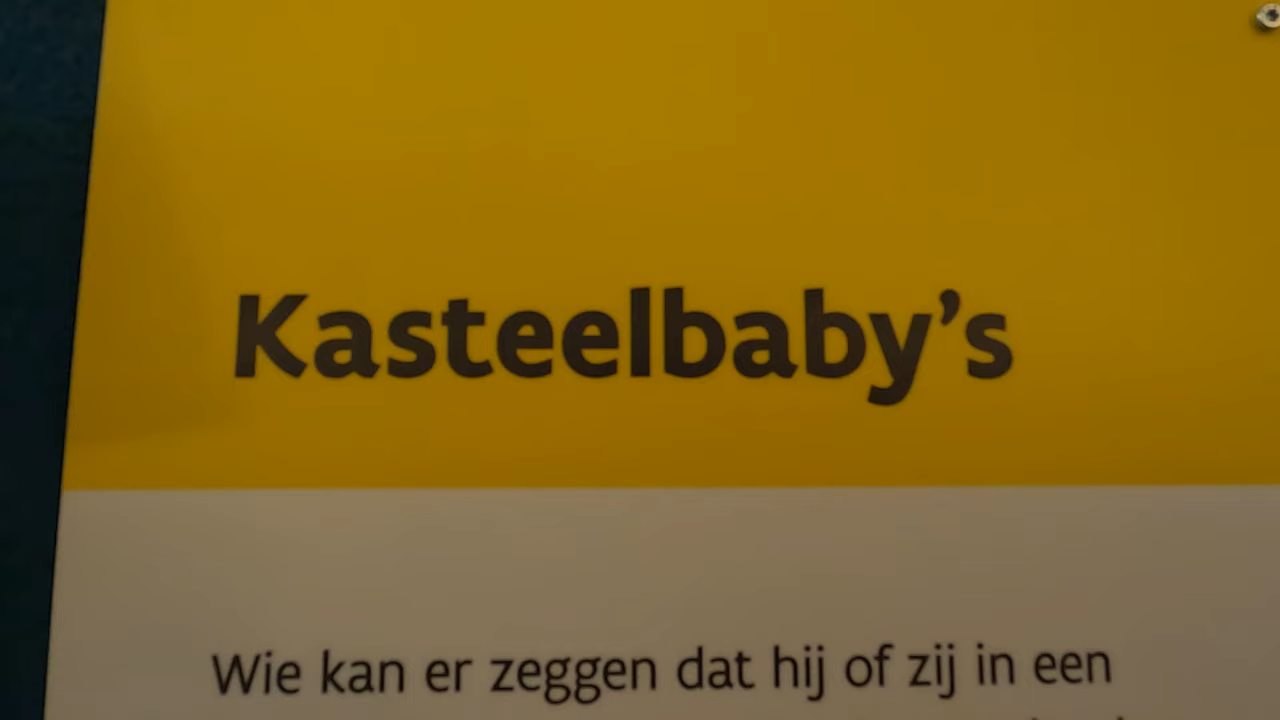 Kasteelbaby’s
Wie kan er zeggen dat hij of zij in een